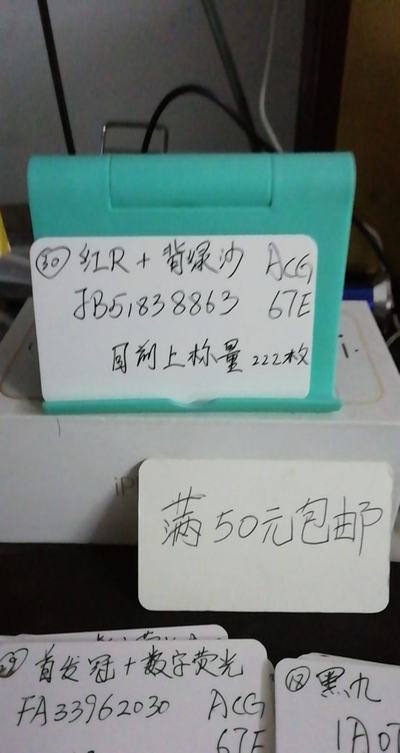 30 红R+背绿沙 ACG
JB51838863 67E
目前上称量 222枚
满50元包邮
首发冠+数字荧光
FA33962030 ACG
67E
黑九
1A0